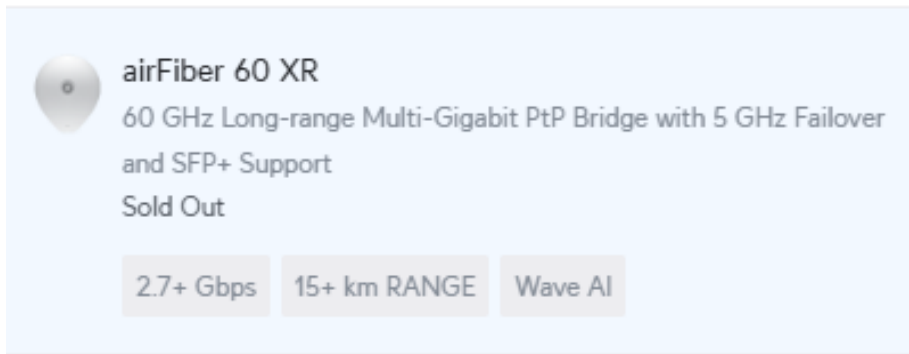 airFiber 60 XR
60 GHz Long-range Multi-Gigabit PtP Bridge with 5 GHz Failover
and SFP+ Support
Sold Out
2.7+ Gbps 15+ km RANGE Wave AI